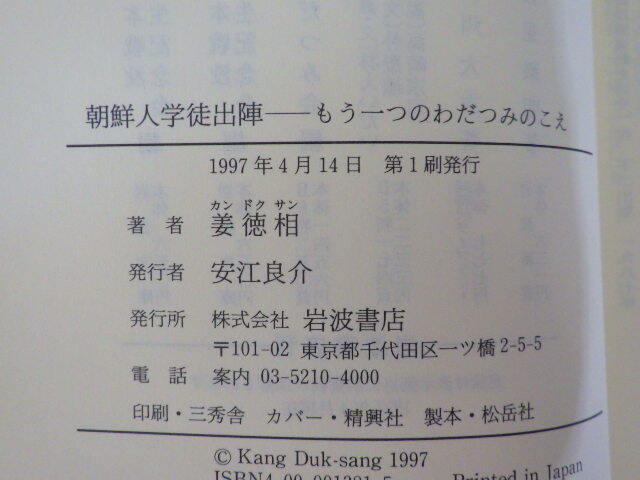 朝鮮人学徒出陣──もう一つのわだつみのこえ
1997年4月14日　第1刷発行
カン ドク サン
著　者　姜徳相
発行者　安江良介
発行所　株式会社 岩波書店
〒101-02 東京都千代田区一ツ橋2-5-5
電　話　案内 03-5210-4000
印刷・三秀舎　カバー・精興社　製本・松岳社
© Kang Duk-sang 1997
Printed in Japan